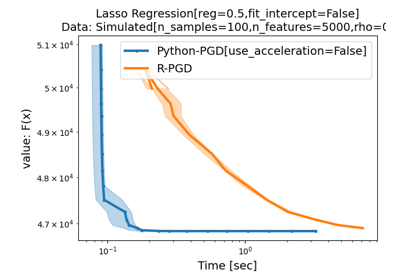 Lasso Regression[reg=0.5,fit_intercept=False]
Data: Simulated[n_samples=100,n_features=5000,rho=0
5.1 × 10⁴
5 × 10⁴
4.9 × 10⁴
4.8 × 10⁴
4.7 × 10⁴
value: F(x)
Python-PGD[use_acceleration=False]
R-PGD
10⁻¹
10⁰
Time [sec]